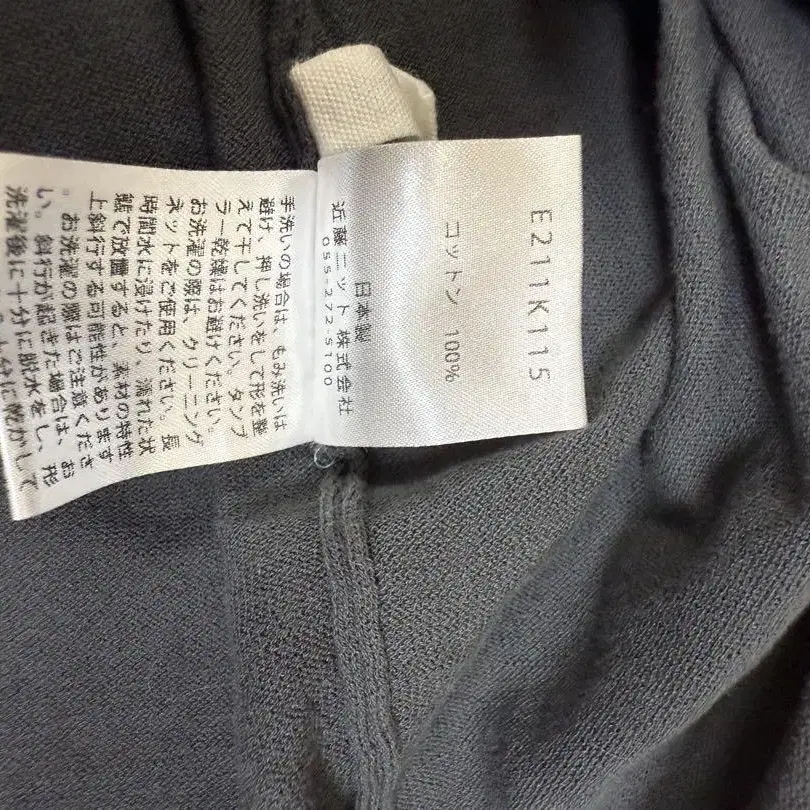 E211K115
コットン 100%
日本製
近藤ニット 株式会社
055-272-5100
手洗いの場合は、もみ洗いは
避け、押し洗いをして形を整
えて干してください。タンブ
ラー乾燥はお避けください。
お洗濯の際は、クリーニング
ネットをご使用ください。長
時間水に浸けたり 濡れた状
態で放置すると、素材の特性
上斜行する可能性があります
。お洗濯の際はご注意くださ
い。斜行が起きた場合は、お
洗濯後に十分に脱水をし、形
十分に乾かして